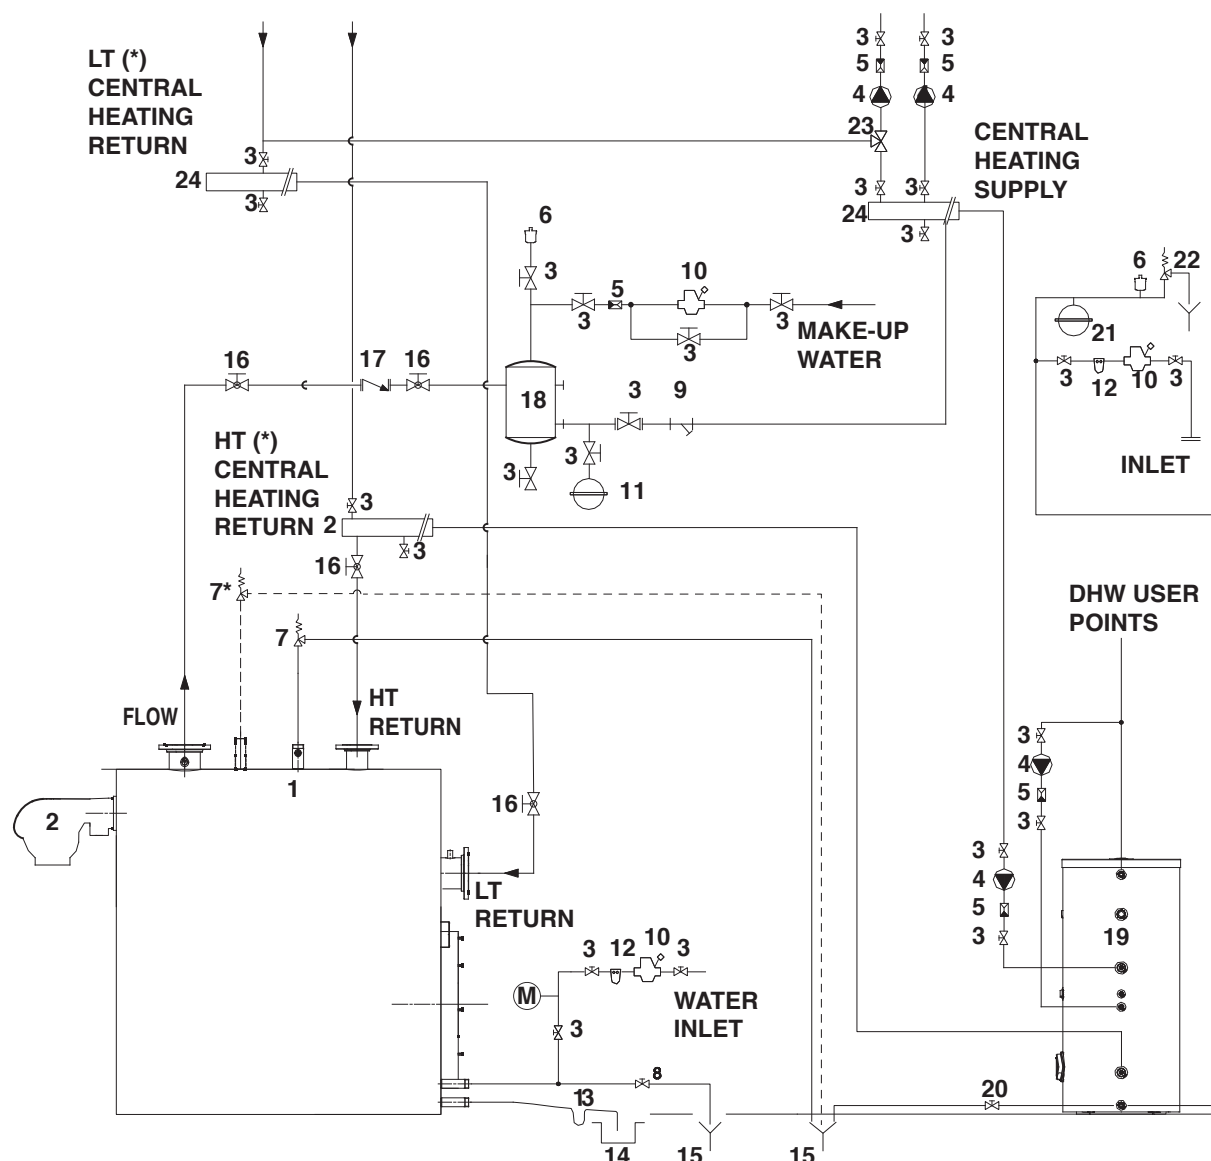 3
3
LT (*)
CENTRAL
HEATING
RETURN
5
5
4
4
23
CENTRAL
HEATING
SUPPLY
3
24
3
3
3
24
3
6
3
10
5
3
3
3
MAKE-UP
WATER
6
22
21
3
12
10
3
INLET
16
17
16
18
3
9
HT (*)
CENTRAL
HEATING
RETURN
3
3
11
3
2
3
16
7*
7
DHW USER
POINTS
FLOW
HT
RETURN
1
2
16
3
4
5
3
3
4
5
3
LT
RETURN
19
3
12
10
3
M
WATER
INLET
3
8
13
20
14
15
15